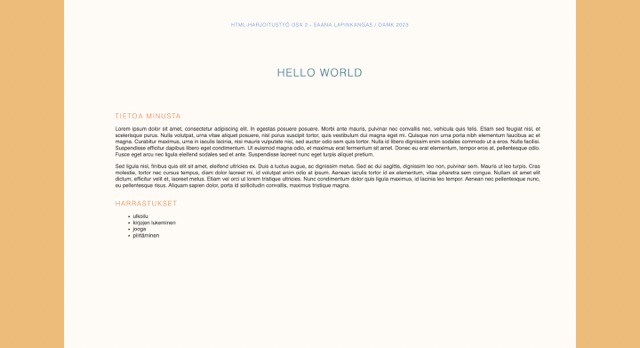 HTML-HARJOITUSTYÖ OSA 2 - SAANA LAPINKANGAS / OAMK 2023
HELLO WORLD
TIETOA MINUSTA
Lorem ipsum dolor sit amet, consectetur adipiscing elit. In egestas posuere posuere. Morbi ante mauris, pulvinar nec convallis nec, vehicula quis felis. Etiam sed feugiat nisl, et
scelerisque purus. Nulla volutpat, urna vitae aliquet posuere, nisl purus suscipit tortor, quis vestibulum dui magna eget mi. Quisque non urna porta nibh elementum faucibus ac et
magna. Curabitur maximus, urna in iaculis lacinia, nisl mauris vulputate nisl, sed auctor odio sem quis tortor. Nulla id libero dignissim enim sodales commodo ut a eros. Nulla facilisi.
Suspendisse efficitur dapibus libero eget condimentum. Ut euismod magna odio, et maximus erat fermentum sit amet. Donec eu erat elementum, tempor eros at, pellentesque odio.
Fusce eget arcu nec ligula eleifend sodales sed et ante. Suspendisse laoreet nunc eget turpis aliquet pretium.
Sed ligula nisl, finibus quis elit sit amet, eleifend ultricies ex. Duis a luctus augue, ac dignissim metus. Sed ac dui sagittis, dignissim leo non, pulvinar sem. Mauris ut leo turpis. Cras
molestie, tortor nec cursus tempus, diam dolor laoreet mi, id volutpat enim odio at ipsum. Aenean iaculis tortor id ex elementum, vitae pharetra sem congue. Nullam sit amet elit
dictum, efficitur velit at, laoreet metus. Etiam vel orci ut lorem tristique ultricies. Nunc condimentum dolor quis ligula maximus, id lacinia leo tempor. Aenean nec pellentesque nunc,
eu pellentesque risus. Aliquam sapien dolor, porta id sollicitudin convallis, maximus tristique magna.
HARRASTUKSET
ulkoilu
kirjojen lukeminen
jooga
piirtäminen